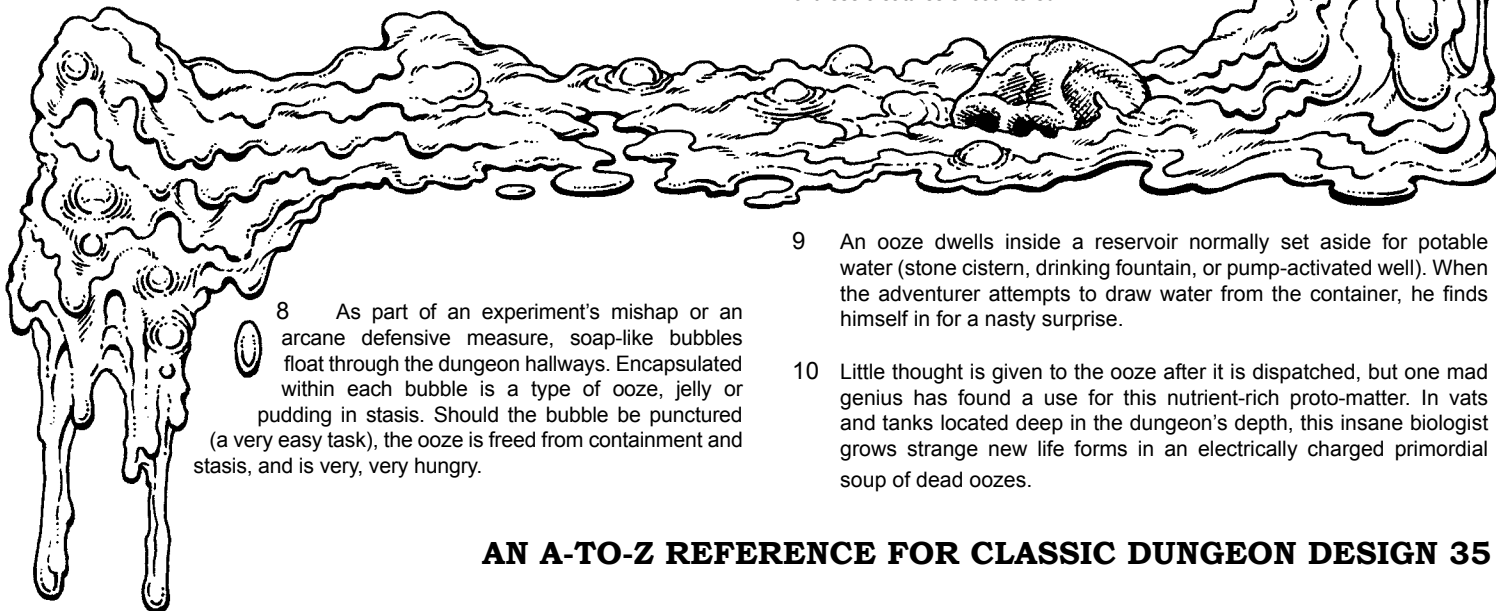 8 As part of an experiment's mishap or an
arcane defensive measure, soap-like bubbles
float through the dungeon hallways. Encapsulated
within each bubble is a type of ooze, jelly or
pudding in stasis. Should the bubble be punctured
(a very easy task), the ooze is freed from containment and
stasis, and is very, very hungry.
9 An ooze dwells inside a reservoir normally set aside for potable
water (stone cistern, drinking fountain, or pump-activated well). When
the adventurer attempts to draw water from the container, he finds
himself in for a nasty surprise.
10 Little thought is given to the ooze after it is dispatched, but one mad
genius has found a use for this nutrient-rich proto-matter. In vats
and tanks located deep in the dungeon's depth, this insane biologist
grows strange new life forms in an electrically charged primordial
soup of dead oozes.
AN A-TO-Z REFERENCE FOR CLASSIC DUNGEON DESIGN 35